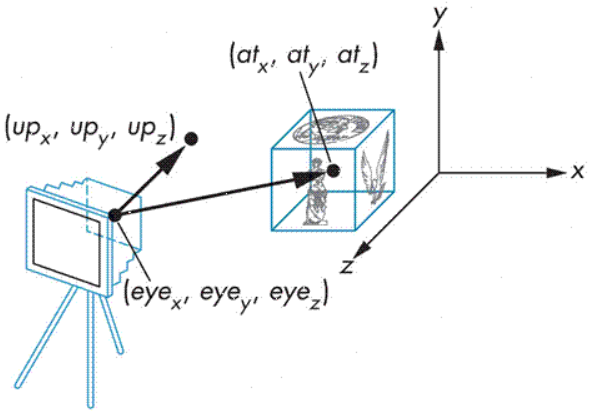 y
(at_x, at_y, at_z)
(up_x, up_y, up_z)
x
z
(eye_x, eye_y, eye_z)